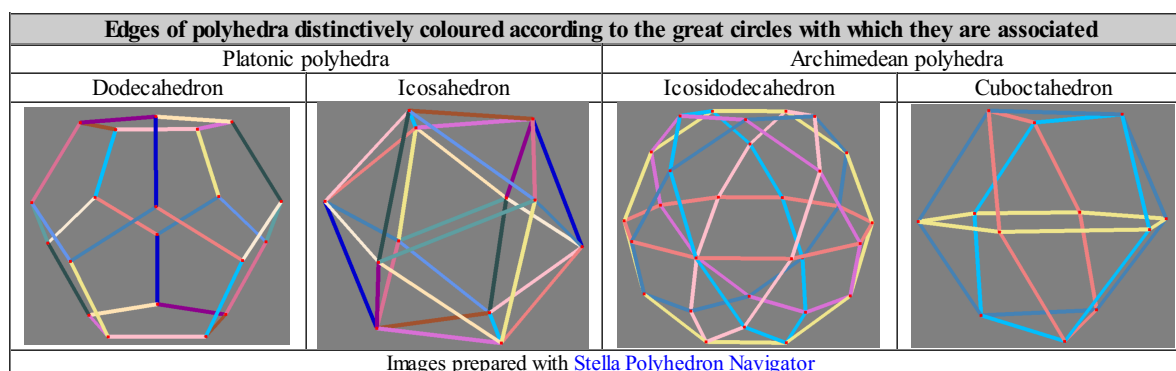 Edges of polyhedra distinctively coloured according to the great circles with which they are associated
Platonic polyhedra Archimedean polyhedra
Dodecahedron Icosahedron Icosidodecahedron Cuboctahedron
Images prepared with Stella Polyhedron Navigator